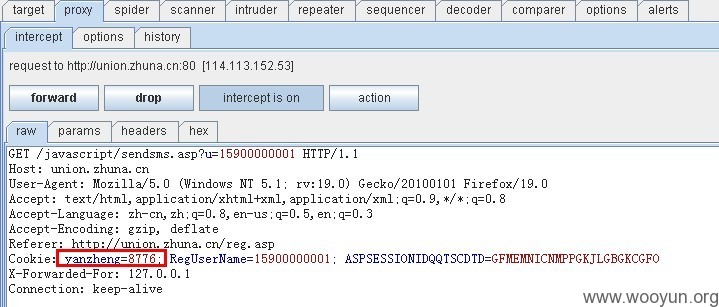 target proxy spider scanner intruder repeater sequencer decoder comparer options alerts
intercept options history
request to http://union.zhuna.cn:80 [114.113.152.53]
forward drop intercept is on action
raw params headers hex
GET /javascript/sendsms.asp?u=15900000001 HTTP/1.1
Host: union.zhuna.cn
User-Agent: Mozilla/5.0 (Windows NT 5.1; rv:19.0) Gecko/20100101 Firefox/19.0
Accept: text/html,application/xhtml+xml,application/xml;q=0.9,*/*;q=0.8
Accept-Language: zh-cn,zh;q=0.8,en-us;q=0.5,en;q=0.3
Accept-Encoding: gzip, deflate
Referer: http://union.zhuna.cn/reg.asp
Cookie: yanzheng=8776; RegUserName=15900000001; ASPSESSIONIDQQTSCDTD=GFMEMNICNMPPGKJLGBGKCGFO
X-Forwarded-For: 127.0.0.1
Connection: keep-alive
www.wooyun.org